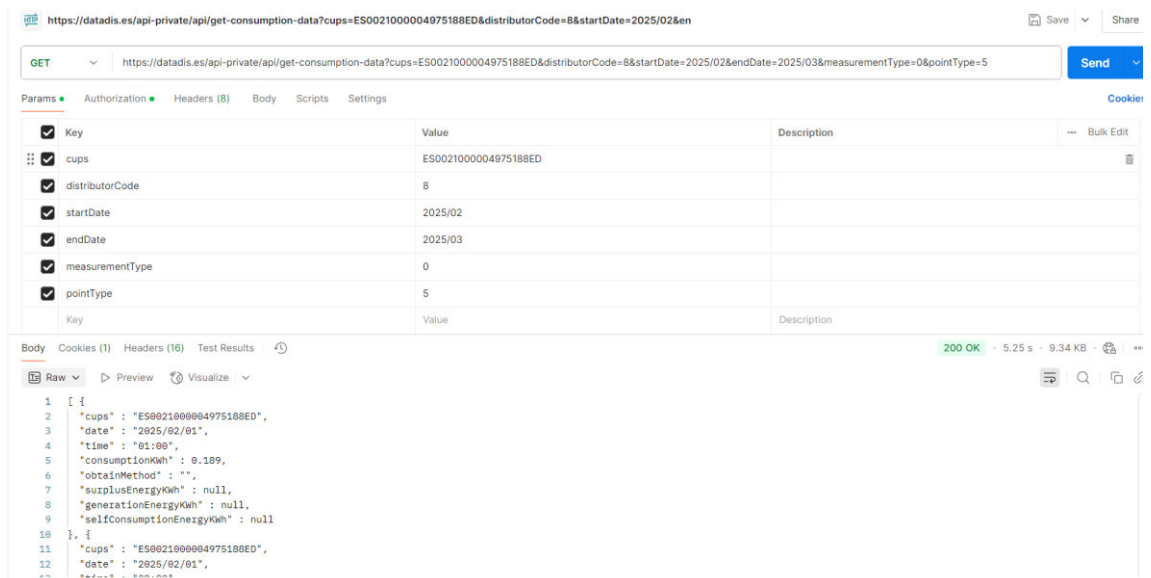 HTTP https://datadis.es/api-private/api/get-consumption-data?cups=ES0021000004975188ED&distributorCode=8&startDate=2025/02&en Save Share
GET https://datadis.es/api-private/api/get-consumption-data?cups=ES0021000004975188ED&distributorCode=8&startDate=2025/02&endDate=2025/03&measurementType=0&pointType=5 Send
Params Authorization Headers (8) Body Scripts Settings Cookies
Key Value Description Bulk Edit
cups ES0021000004975188ED
distributorCode 8
startDate 2025/02
endDate 2025/03
measurementType 0
pointType 5
Key Value Description
Body Cookies (1) Headers (16) Test Results 200 OK 5.25 s 9.34 KB
Raw Preview Visualize
1 [ {
2 "cups" : "ES0021000004975188ED",
3 "date" : "2025/02/01",
4 "time" : "01:00",
5 "consumptionKWh" : 0.189,
6 "obtainMethod" : "",
7 "surplusEnergyKWh" : null,
8 "generationEnergyKWh" : null,
9 "selfConsumptionEnergyKWh" : null
10 }, {
11 "cups" : "ES0021000004975188ED",
12 "date" : "2025/02/01",